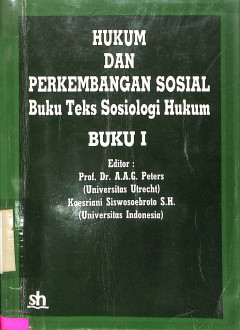 HUKUM
DAN
PERKEMBANGAN SOSIAL
Buku Teks Sosiologi Hukum
BUKU I
Editor :
Prof. Dr. A.A.G. Peters
(Universitas Utrecht)
Koesriani Siswosoebroto S.H.
(Universitas Indonesia)
sh